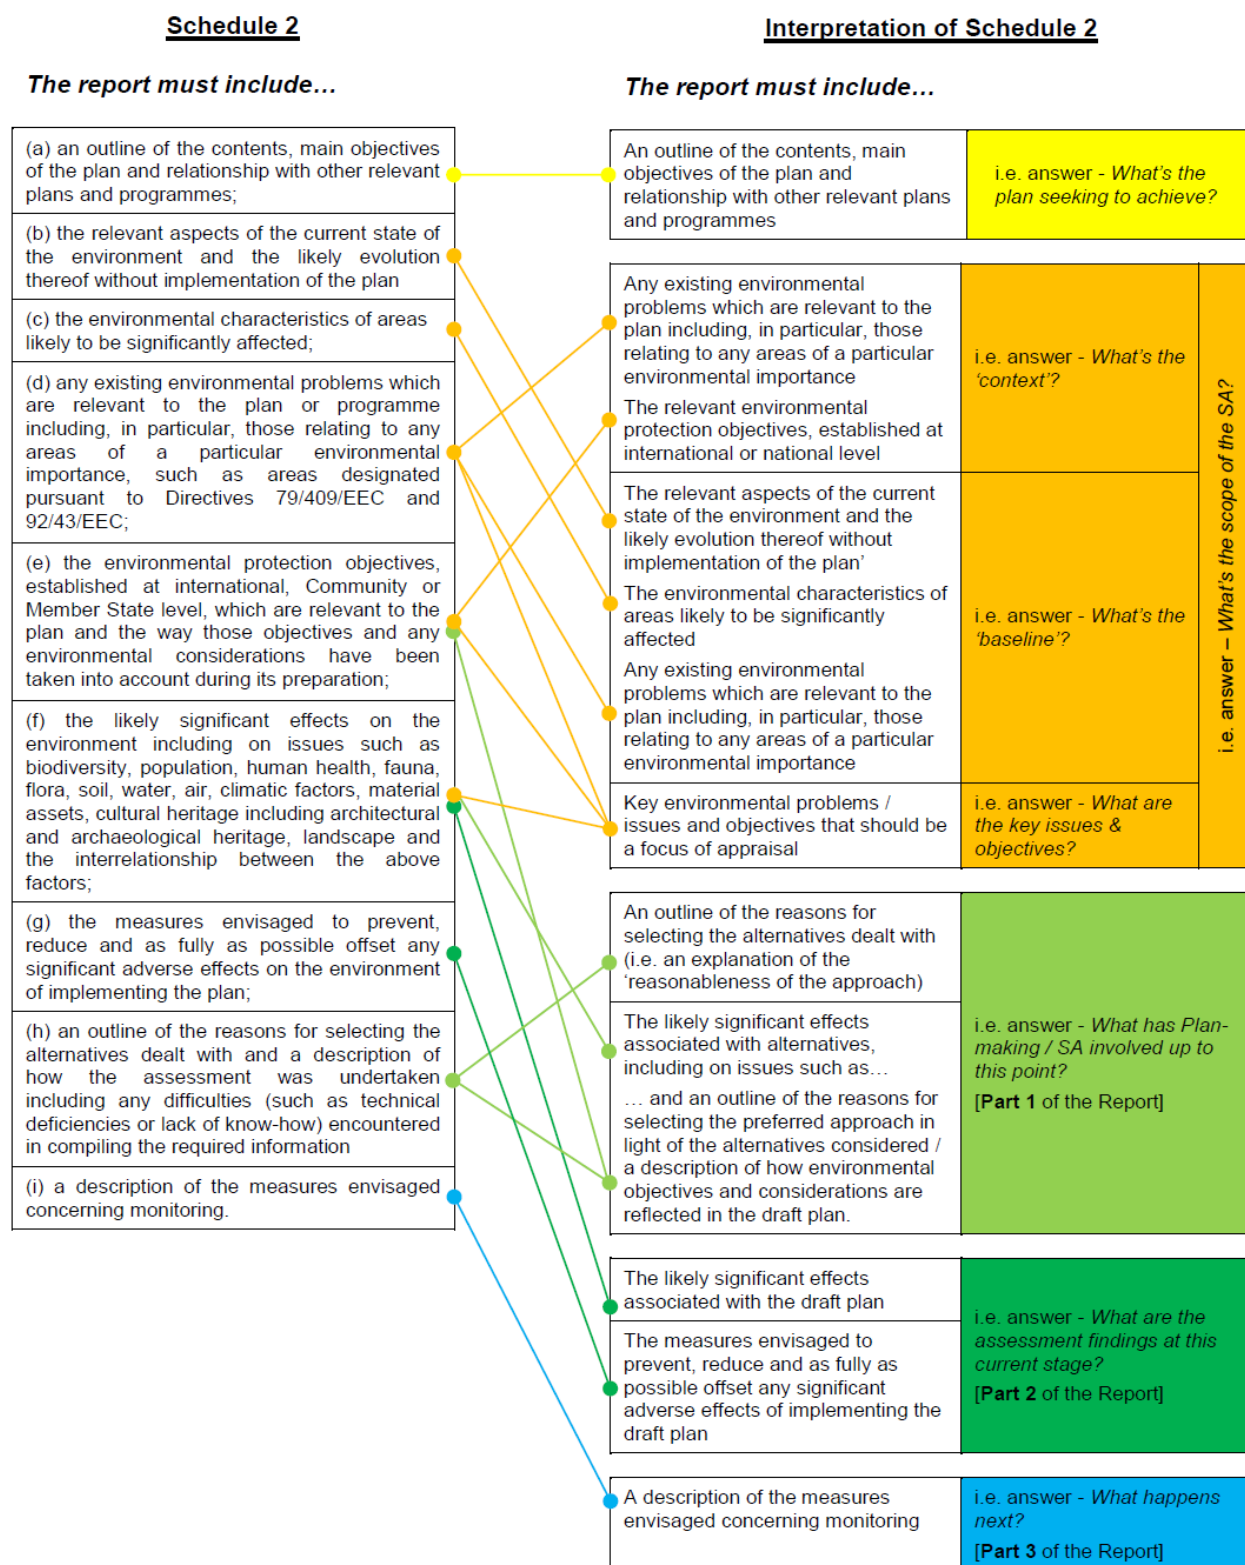 Schedule 2
The report must include…
(a) an outline of the contents, main objectives
of the plan and relationship with other relevant
plans and programmes;
(b) the relevant aspects of the current state of
the environment and the likely evolution
thereof without implementation of the plan
(c) the environmental characteristics of areas
likely to be significantly affected;
(d) any existing environmental problems which
are relevant to the plan or programme
including, in particular, those relating to any
areas of a particular environmental
importance, such as areas designated
pursuant to Directives 79/409/EEC and
92/43/EEC;
(e) the environmental protection objectives,
established at international, Community or
Member State level, which are relevant to the
plan and the way those objectives and any
environmental considerations have been
taken into account during its preparation;
(f) the likely significant effects on the
environment including on issues such as
biodiversity, population, human health, fauna,
flora, soil, water, air, climatic factors, material
assets, cultural heritage including architectural
and archaeological heritage, landscape and
the interrelationship between the above
factors;
(g) the measures envisaged to prevent,
reduce and as fully as possible offset any
significant adverse effects on the environment
of implementing the plan;
(h) an outline of the reasons for selecting the
alternatives dealt with and a description of
how the assessment was undertaken
including any difficulties (such as technical
deficiencies or lack of know-how) encountered
in compiling the required information
(i) a description of the measures envisaged
concerning monitoring.
Interpretation of Schedule 2
The report must include…
An outline of the contents, main
objectives of the plan and
relationship with other relevant plans
and programmes
i.e. answer - What's the
plan seeking to achieve?
Any existing environmental
problems which are relevant to the
plan including, in particular, those
relating to any areas of a particular
environmental importance
The relevant environmental
protection objectives, established at
international or national level
i.e. answer - What's the
‘context’?
The relevant aspects of the current
state of the environment and the
likely evolution thereof without
implementation of the plan’
The environmental characteristics of
areas likely to be significantly
affected
Any existing environmental
problems which are relevant to the
plan including, in particular, those
relating to any areas of a particular
environmental importance
i.e. answer - What's the
‘baseline’?
Key environmental problems /
issues and objectives that should be
a focus of appraisal
i.e. answer - What are
the key issues &
objectives?
i.e. answer – What's the scope of the SA?
An outline of the reasons for
selecting the alternatives dealt with
(i.e. an explanation of the
‘reasonableness of the approach)
The likely significant effects
associated with alternatives,
including on issues such as…
… and an outline of the reasons for
selecting the preferred approach in
light of the alternatives considered /
a description of how environmental
objectives and considerations are
reflected in the draft plan.
i.e. answer - What has Plan-
making / SA involved up to
this point?
[Part 1 of the Report]
The likely significant effects
associated with the draft plan
The measures envisaged to
prevent, reduce and as fully as
possible offset any significant
adverse effects of implementing the
draft plan
i.e. answer - What are the
assessment findings at this
current stage?
[Part 2 of the Report]
A description of the measures
envisaged concerning monitoring
i.e. answer - What happens
next?
[Part 3 of the Report]